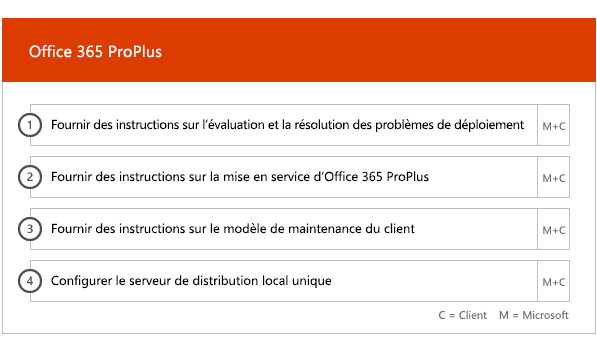 Office 365 ProPlus
1 Fournir des instructions sur l’évaluation et la résolution des problèmes de déploiement M+C
2 Fournir des instructions sur la mise en service d’Office 365 ProPlus M+C
3 Fournir des instructions sur le modèle de maintenance du client M+C
4 Configurer le serveur de distribution local unique M+C
C = Client M = Microsoft